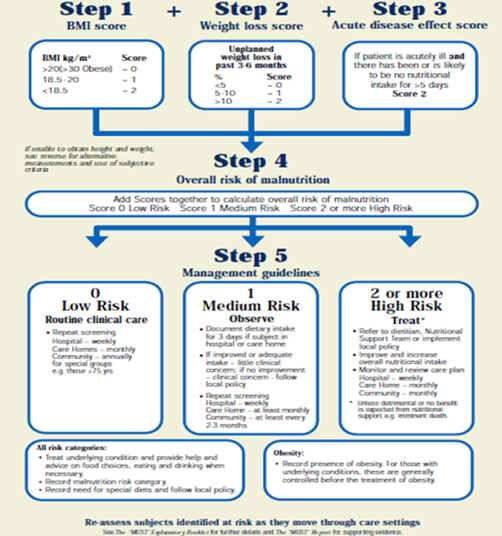 Step 1 + Step 2 + Step 3
BMI score
Weight loss score
Acute disease effect score
BMI kg/m² Score
>20(>30 Obese) – 0
18.5-20 – 1
<18.5 – 2
Unplanned
weight loss in
past 3-6 months
% Score
<5 – 0
5-10 – 1
>10 – 2
If patient is acutely ill and
there has been or is likely
to be no nutritional
intake for >5 days
Score 2
If unable to obtain height and weight,
see reverse for alternative
measurements and use of subjective
criteria
Step 4
Overall risk of malnutrition
Add Scores together to calculate overall risk of malnutrition
Score 0 Low Risk Score 1 Medium Risk Score 2 or more High Risk
Step 5
Management guidelines
0
Low Risk
Routine clinical care
• Repeat screening
Hospital – weekly
Care Homes – monthly
Community – annually
for special groups
e.g. those >75 yrs
1
Medium Risk
Observe
• Document dietary intake
for 3 days if subject in
hospital or care home
• If improved or adequate
intake – little clinical
concern; if no improvement
– clinical concern - follow
local policy
• Repeat screening
Hospital – weekly
Care Home – at least monthly
Community – at least every
2-3 months
2 or more
High Risk
Treat*
• Refer to dietitian, Nutritional
Support Team or implement
local policy
• Improve and increase
overall nutritional intake
• Monitor and review care plan
Hospital – weekly
Care Home – monthly
Community – monthly
* Unless detrimental or no benefit
is expected from nutritional
support e.g. imminent death.
All risk categories:
• Treat underlying condition and provide help and
advice on food choices, eating and drinking when
necessary.
• Record malnutrition risk category.
• Record need for special diets and follow local policy.
Obesity:
• Record presence of obesity. For those with
underlying conditions, these are generally
controlled before the treatment of obesity.
Re-assess subjects identified at risk as they move through care settings
See The 'MUST' Explanatory Booklet for further details and The 'MUST' Report for supporting evidence.